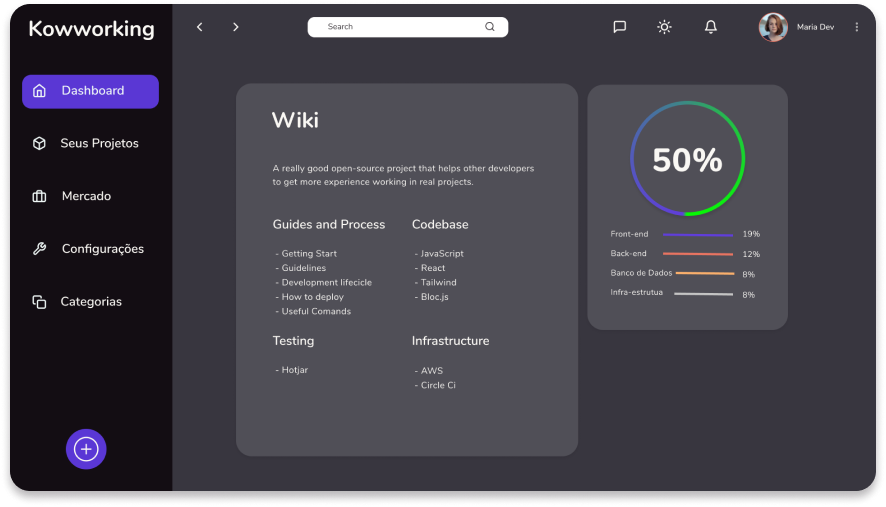 Kowworking
Dashboard
Seus Projetos
Mercado
Configurações
Categorias
Search
Maria Dev
Wiki
A really good open-source project that helps other developers
to get more experience working in real projects.
Guides and Process
- Getting Start
- Guidelines
- Development lifecicle
- How to deploy
- Useful Comands
Codebase
- JavaScript
- React
- Tailwind
- Bloc.js
Testing
- Hotjar
Infrastructure
- AWS
- Circle Ci
50%
Front-end 19%
Back-end 12%
Banco de Dados 8%
Infra-estrutua 8%